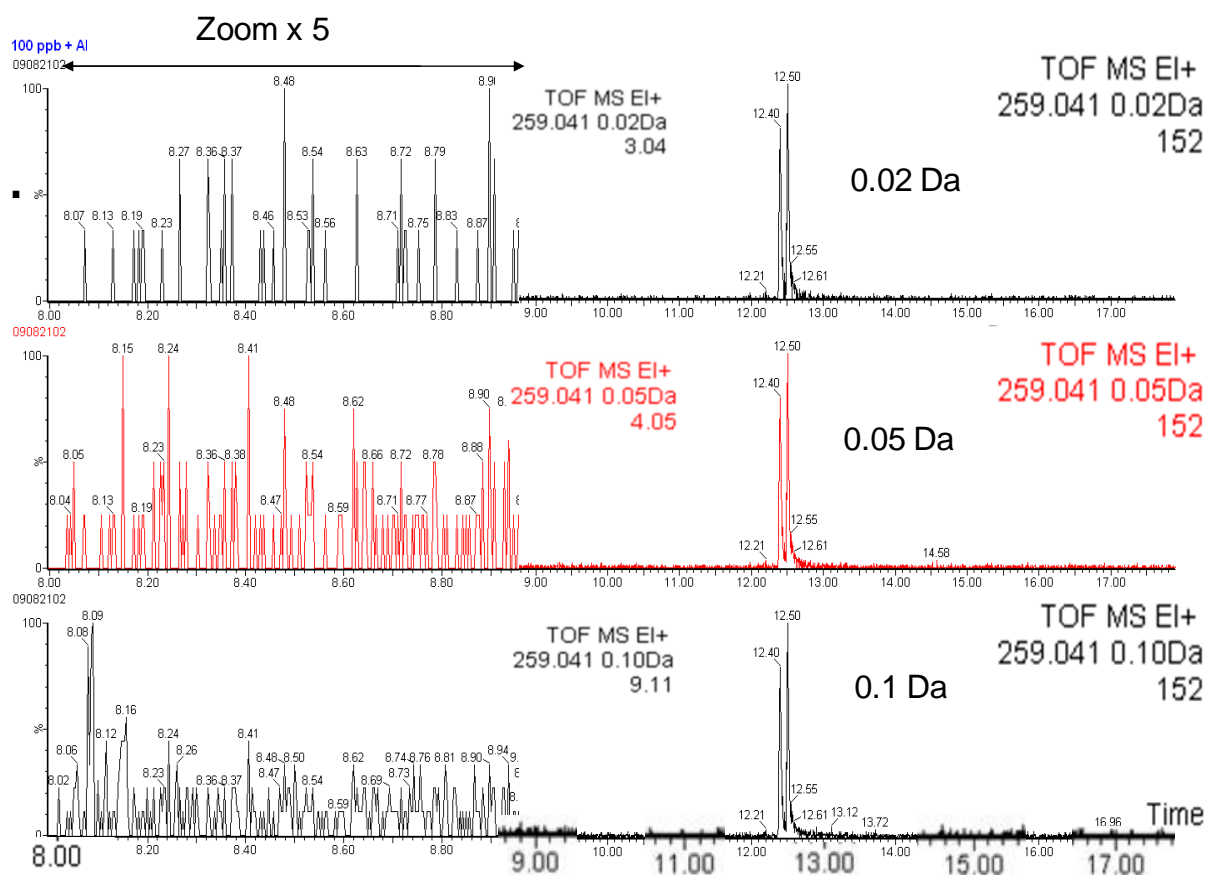 Zoom x 5
100 ppb + Al
09082102
100
%
0
8.07 8.13 8.19 8.23 8.27 8.36 8.37 8.46 8.48 8.53 8.54 8.56 8.63 8.71 8.72 8.75 8.79 8.83 8.87
TOF MS EI+
259.041 0.02Da
3.04
12.21 12.40 12.50 12.55 12.61
0.02 Da
TOF MS EI+
259.041 0.02Da
152
8.00 8.20 8.40 8.60 8.80 9.00 10.00 11.00 12.00 13.00 14.00 15.00 16.00 17.00
09082102
100
%
0
8.04 8.05 8.13 8.15 8.19 8.23 8.24 8.36 8.38 8.41 8.47 8.48 8.54 8.59 8.62 8.66 8.71 8.72 8.77 8.78 8.87 8.88 8.90
TOF MS EI+
259.041 0.05Da
4.05
12.21 12.40 12.50 12.55 12.61 14.58
0.05 Da
TOF MS EI+
259.041 0.05Da
152
8.00 8.20 8.40 8.60 8.80 9.00 10.00 11.00 12.00 13.00 14.00 15.00 16.00 17.00
09082102
100
%
0
8.02 8.06 8.08 8.09 8.12 8.16 8.23 8.24 8.26 8.36 8.37 8.41 8.47 8.48 8.50 8.54 8.59 8.62 8.69 8.73 8.74 8.76 8.81 8.90 8.94
TOF MS EI+
259.041 0.10Da
9.11
12.21 12.40 12.50 12.55 12.61 13.12 13.72 16.96
0.1 Da
TOF MS EI+
259.041 0.10Da
152
Time
8.00 8.20 8.40 8.60 8.80 9.00 10.00 11.00 12.00 13.00 14.00 15.00 16.00 17.00